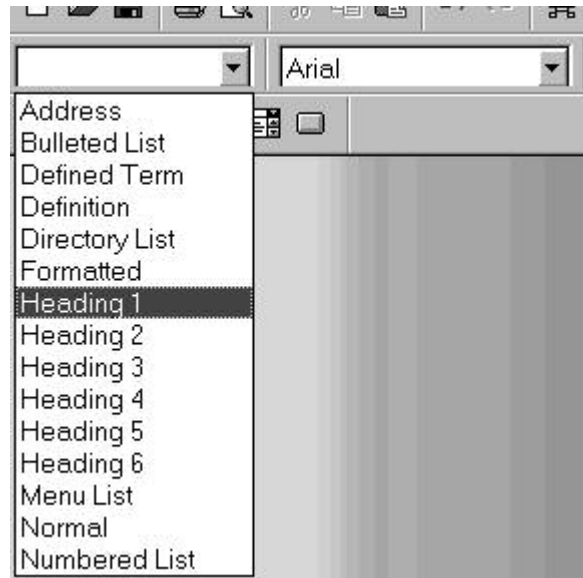 Arial
Address
Bulleted List
Defined Term
Definition
Directory List
Formatted
Heading 1
Heading 2
Heading 3
Heading 4
Heading 5
Heading 6
Menu List
Normal
Numbered List